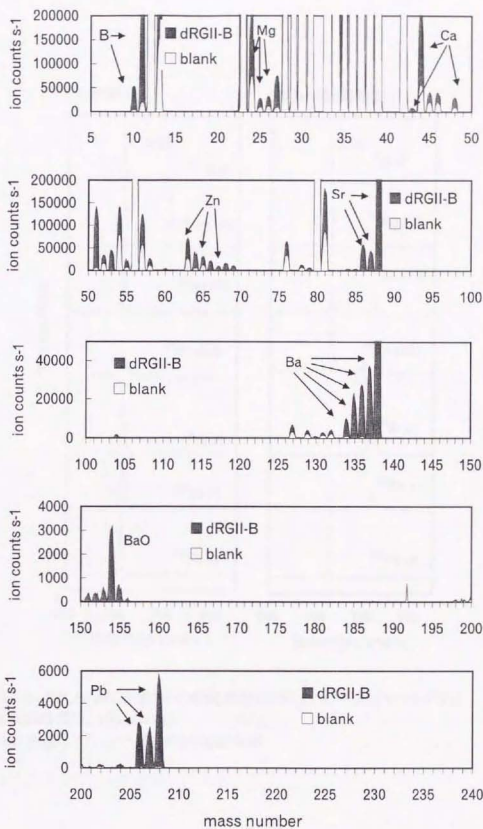 ion counts s-1
200000
150000
100000
50000
0
B
Mg
Ca
dRGII-B
blank
5 10 15 20 25 30 35 40 45 50
ion counts s-1
200000
150000
100000
50000
0
Zn
Sr
dRGII-B
blank
50 55 60 65 70 75 80 85 90 95 100
ion counts s-1
40000
20000
0
dRGII-B
blank
Ba
100 105 110 115 120 125 130 135 140 145 150
ion counts s-1
4000
3000
2000
1000
0
BaO
dRGII-B
blank
150 155 160 165 170 175 180 185 190 195 200
ion counts s-1
6000
4000
2000
0
Pb
dRGII-B
blank
200 205 210 215 220 225 230 235 240
mass number